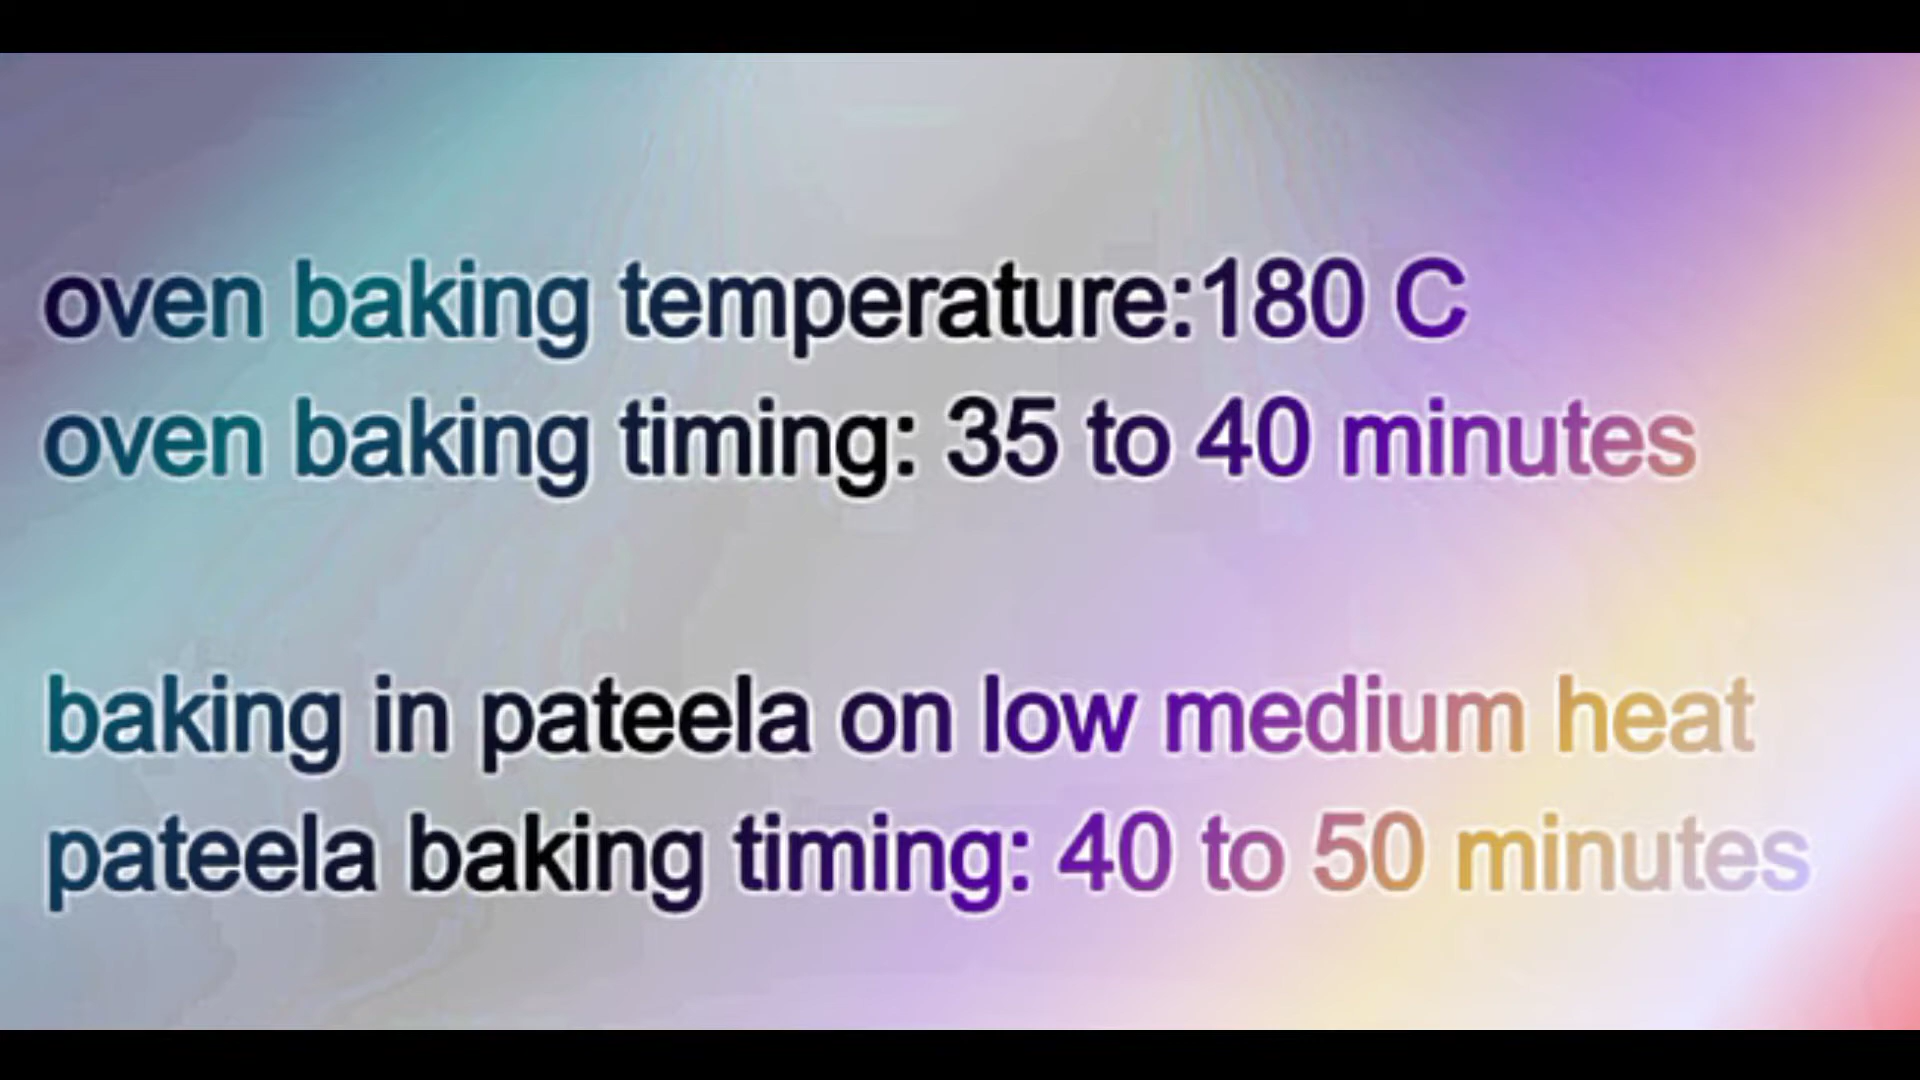 oven baking temperature:180 C
oven baking timing: 35 to 40 minutes
baking in pateela on low medium heat
pateela baking timing: 40 to 50 minutes